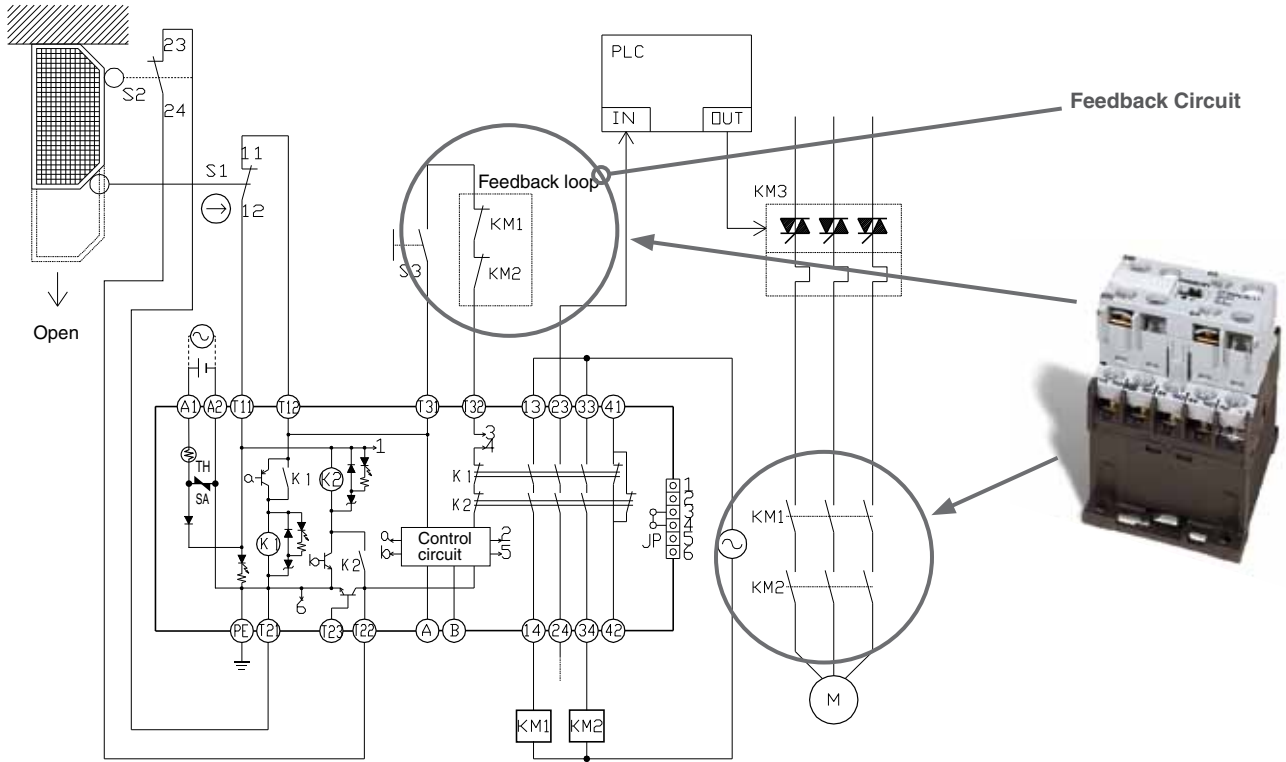 23
S2
24
11
S1
12
Open
PLC
IN
OUT
Feedback Circuit
Feedback loop
KM1
KM2
S3
KM3
A1
A2
T11
T12
T31
T32
13
23
33
41
TH
SA
a
K1
K2
1
3
4
K1
K2
K1
b
K2
6
a
b
Control
circuit
2
5
JP
1
2
3
4
5
6
PE
T21
T23
T22
A
B
14
24
34
42
KM1
KM2
KM1
KM2
M